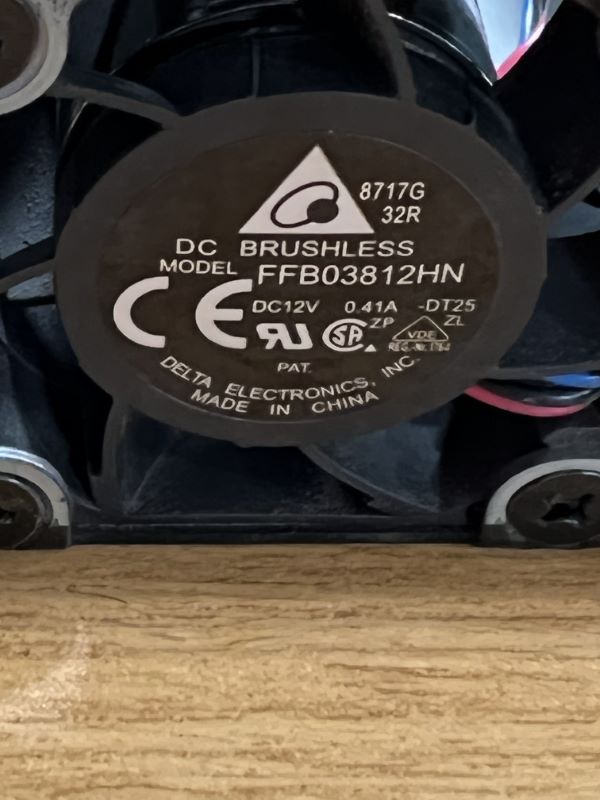 8717G
32R
DC BRUSHLESS
MODEL FFB03812HN
DC12V 0.41A -DT25
ZP ZL
VDE
PAT.
DELTA ELECTRONICS, INC.
MADE IN CHINA
CE